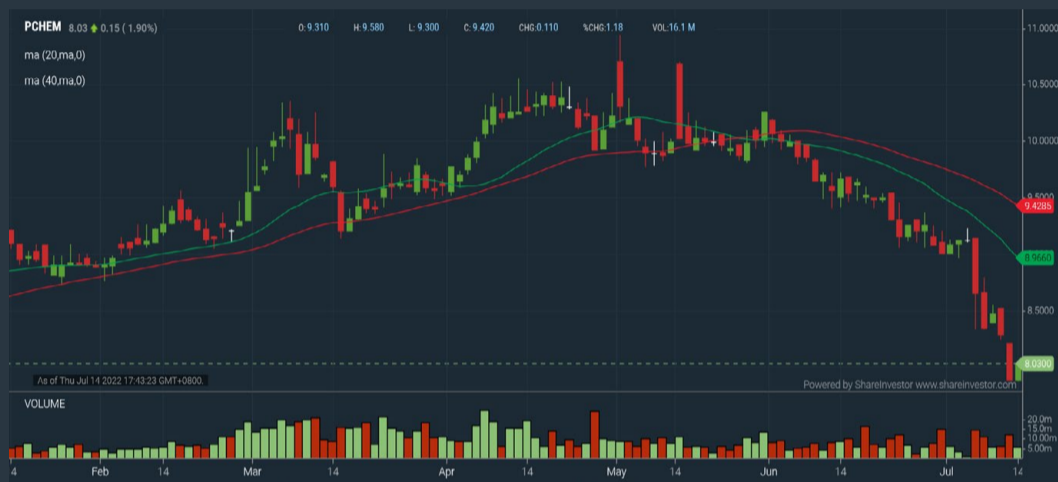 PCHEM 8.03 0.15 ( 1.90%) O: 9.310 H: 9.580 L: 9.300 C: 9.420 CHG:0.110 %CHG:1.18 VOL:16.1 M
ma (20,ma,0)
ma (40,ma,0)
11.0000
10.5000
10.0000
9.5000
9.4285
8.9660
8.5000
8.0300
As of Thu Jul 14 2022 17:43:23 GMT+0800.
Powered by ShareInvestor www.shareinvestor.com
VOLUME
20.0m
15.0m
10.00m
5.00m
4 Feb 14 Mar 14 Apr 14 May 14 Jun 14 Jul 14